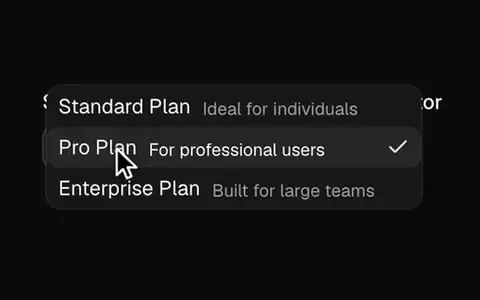 Standard Plan Ideal for individuals
Pro Plan For professional users
Enterprise Plan Built for large teams